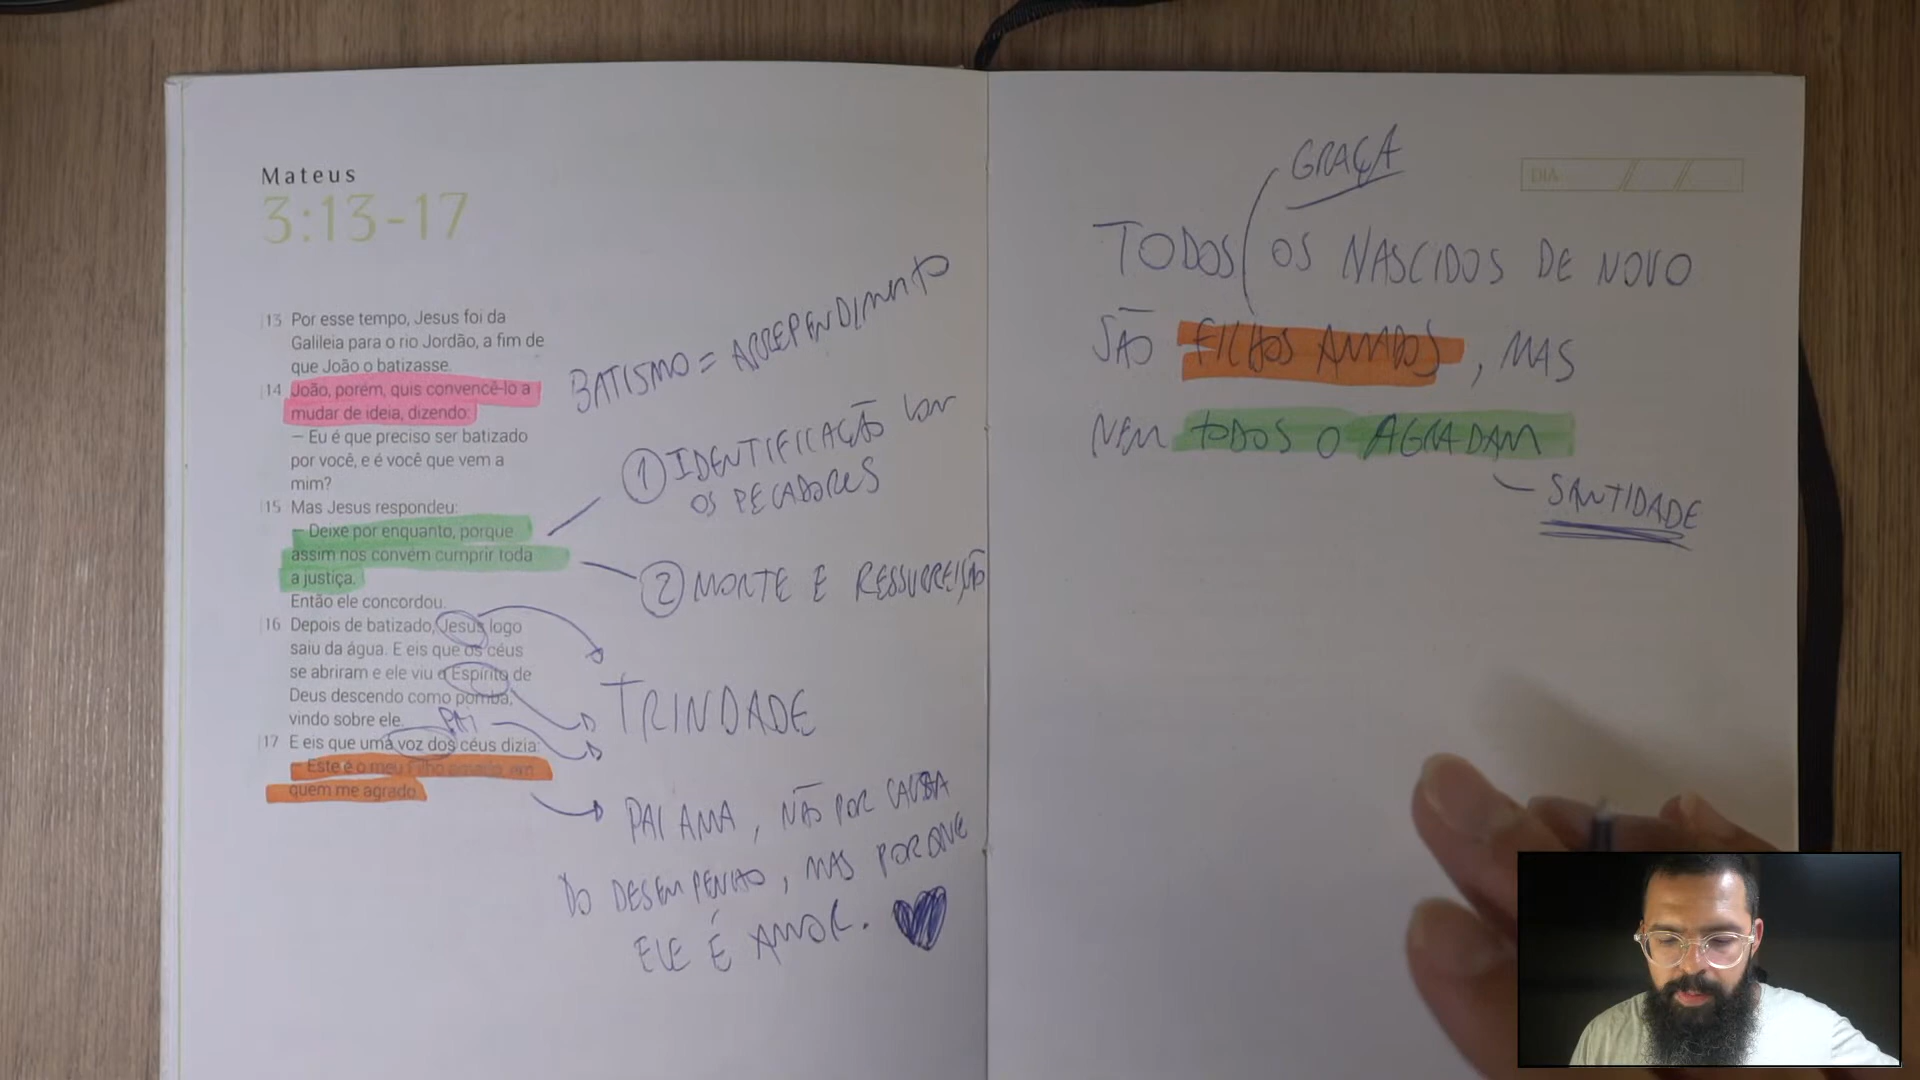 Mateus
3:13-17
13 Por esse tempo, Jesus foi da
Galileia para o rio Jordão, a fim de
que João o batizasse.
14 João, porém, quis convencê-lo a
mudar de ideia, dizendo:
– Eu é que preciso ser batizado
por você, e é você que vem a
mim?
15 Mas Jesus respondeu:
– Deixe por enquanto, porque
assim nos convém cumprir toda
a justiça.
Então ele concordou.
16 Depois de batizado, Jesus logo
saiu da água. E eis que os céus
se abriram e ele viu o Espírito de
Deus descendo como pomba,
vindo sobre ele.
PAI
17 E eis que uma voz dos céus dizia:
– Este é o meu Filho amado, em
quem me agrado.
BATISMO = ARREPENDIMENTO
1 IDENTIFICAÇÃO COM
OS PECADORES
2 MORTE E RESSURREIÇÃO
TRINDADE
PAI AMA, NÃO POR CAUSA
DO DESEMPENHO, MAS PORQUE
ELE É AMOR.
DIA
GRAÇA
TODOS OS NASCIDOS DE NOVO
SÃO FILHOS AMADOS, MAS
NEM TODOS O AGRADAM
SANTIDADE